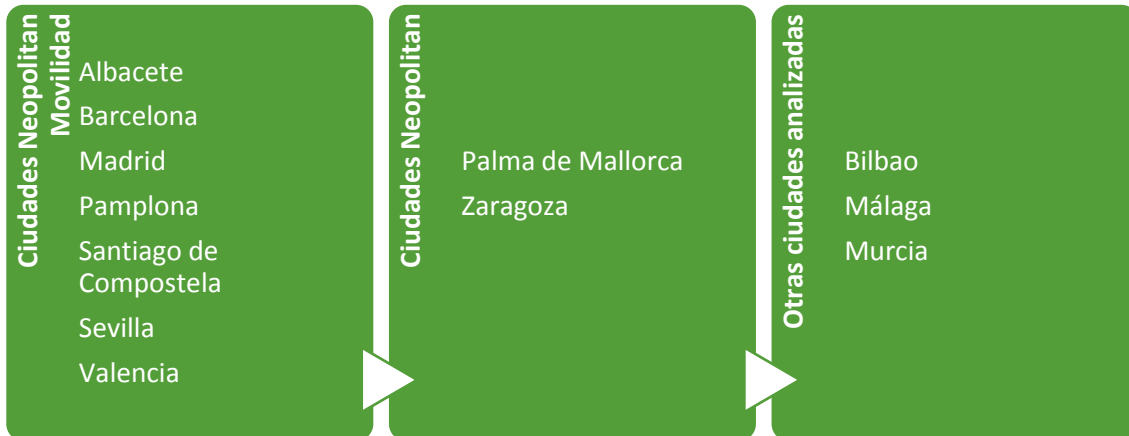 Ciudades Neopolitan
Movilidad
Albacete
Barcelona
Madrid
Pamplona
Santiago de
Compostela
Sevilla
Valencia
Ciudades Neopolitan
Palma de Mallorca
Zaragoza
Otras ciudades analizadas
Bilbao
Málaga
Murcia